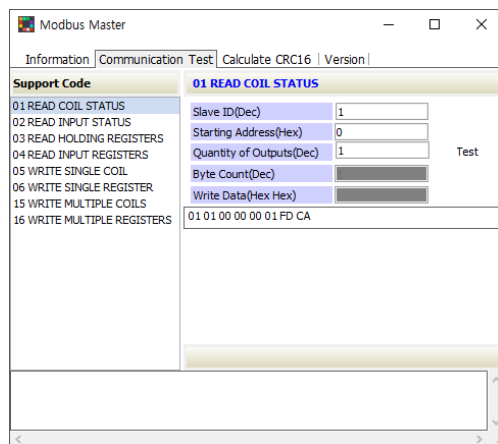 Modbus Master
Information Communication Test Calculate CRC16 Version
Support Code
01 READ COIL STATUS
02 READ INPUT STATUS
03 READ HOLDING REGISTERS
04 READ INPUT REGISTERS
05 WRITE SINGLE COIL
06 WRITE SINGLE REGISTER
15 WRITE MULTIPLE COILS
16 WRITE MULTIPLE REGISTERS
01 READ COIL STATUS
Slave ID(Dec) 1
Starting Address(Hex) 0
Quantity of Outputs(Dec) 1
Test
Byte Count(Dec)
Write Data(Hex Hex)
01 01 00 00 00 01 FD CA